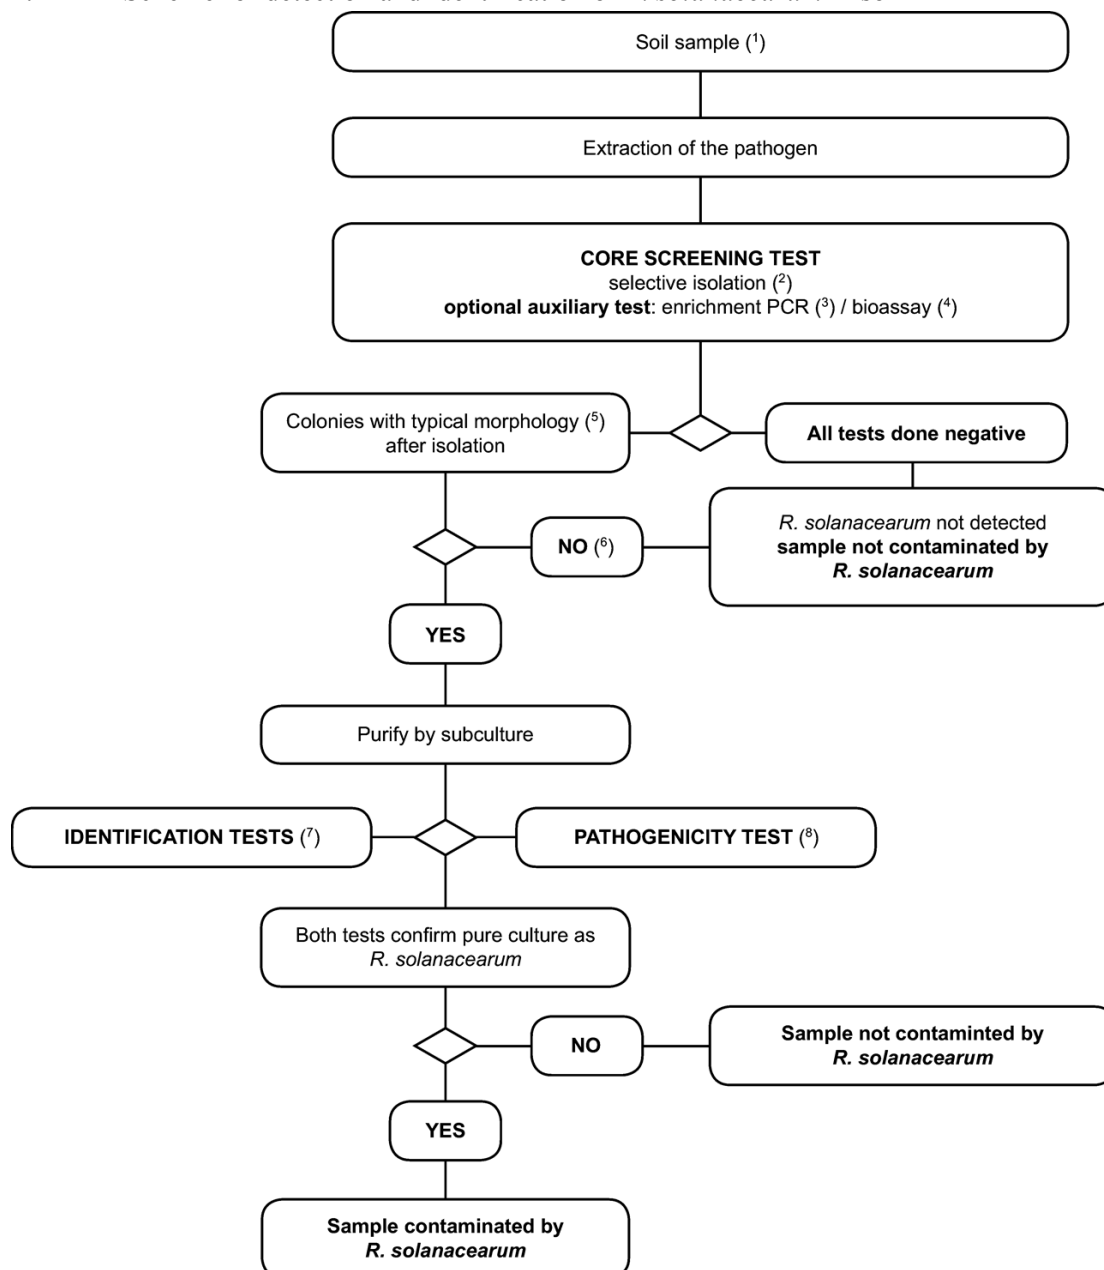 Soil sample (1)
Extraction of the pathogen
CORE SCREENING TEST
selective isolation (2)
optional auxiliary test: enrichment PCR (3) / bioassay (4)
Colonies with typical morphology (5)
after isolation
All tests done negative
R. solanacearum not detected
sample not contaminated by
R. solanacearum
NO (6)
YES
Purify by subculture
IDENTIFICATION TESTS (7)
PATHOGENICITY TEST (8)
Both tests confirm pure culture as
R. solanacearum
NO
Sample not contaminted by
R. solanacearum
YES
Sample contaminated by
R. solanacearum